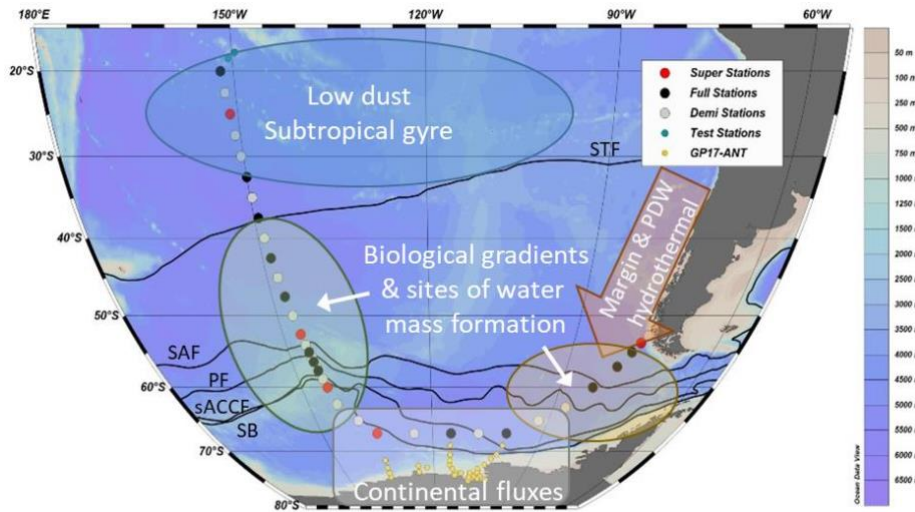 180°E
150°W
120°W
90°W
60°W
20°S
30°S
40°S
50°S
60°S
70°S
80°S
Low dust
Subtropical gyre
Super Stations
Full Stations
Demi Stations
Test Stations
GP17-ANT
STF
Biological gradients
& sites of water
mass formation
Margin & PDW
hydrothermal
SAF
PF
sACCF
SB
Continental fluxes
50 m
100 m
250 m
500 m
750 m
1000 m
1250 m
2500 m
3000 m
3500 m
4000 m
4500 m
5000 m
5500 m
6000 m
6500 m
Ocean Data View